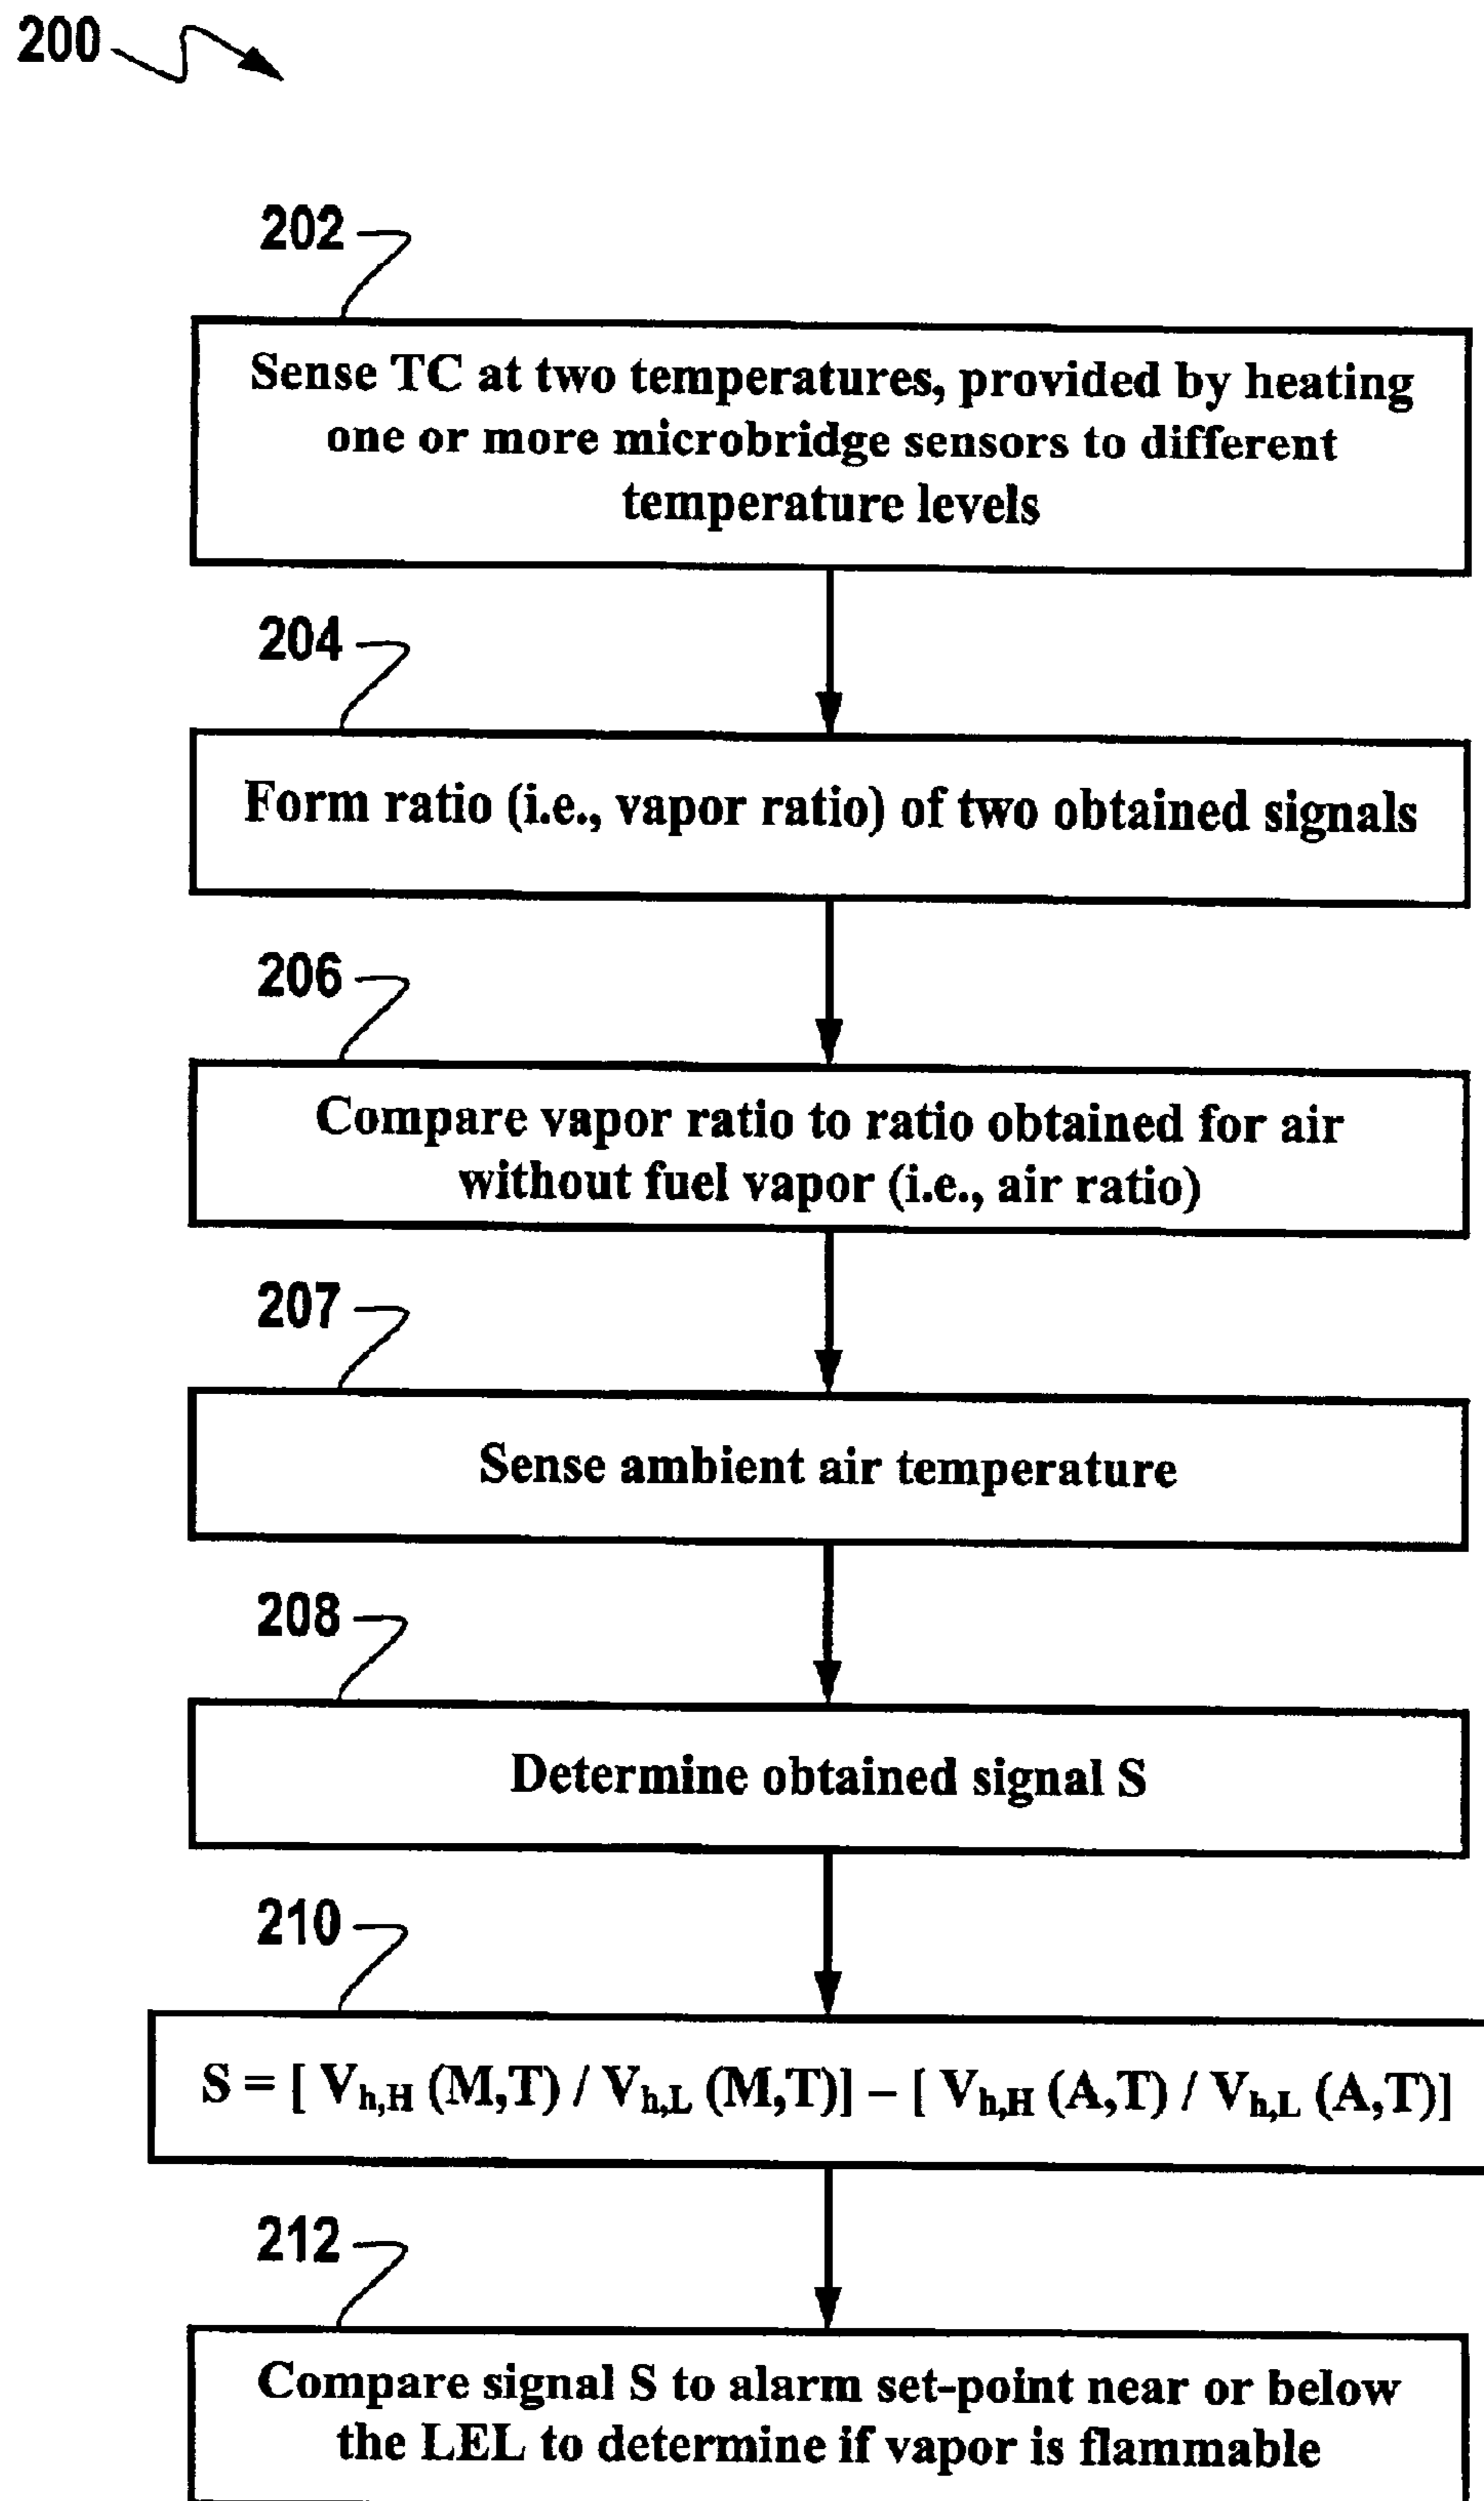 200
202
Sense TC at two temperatures, provided by heating
one or more microbridge sensors to different
temperature levels
204
Form ratio (i.e., vapor ratio) of two obtained signals
206
Compare vapor ratio to ratio obtained for air
without fuel vapor (i.e., air ratio)
207
Sense ambient air temperature
208
Determine obtained signal S
210
S = [ Vh,H (M,T) / Vh,L (M,T)] – [ Vh,H (A,T) / Vh,L (A,T)]
212
Compare signal S to alarm set-point near or below
the LEL to determine if vapor is flammable